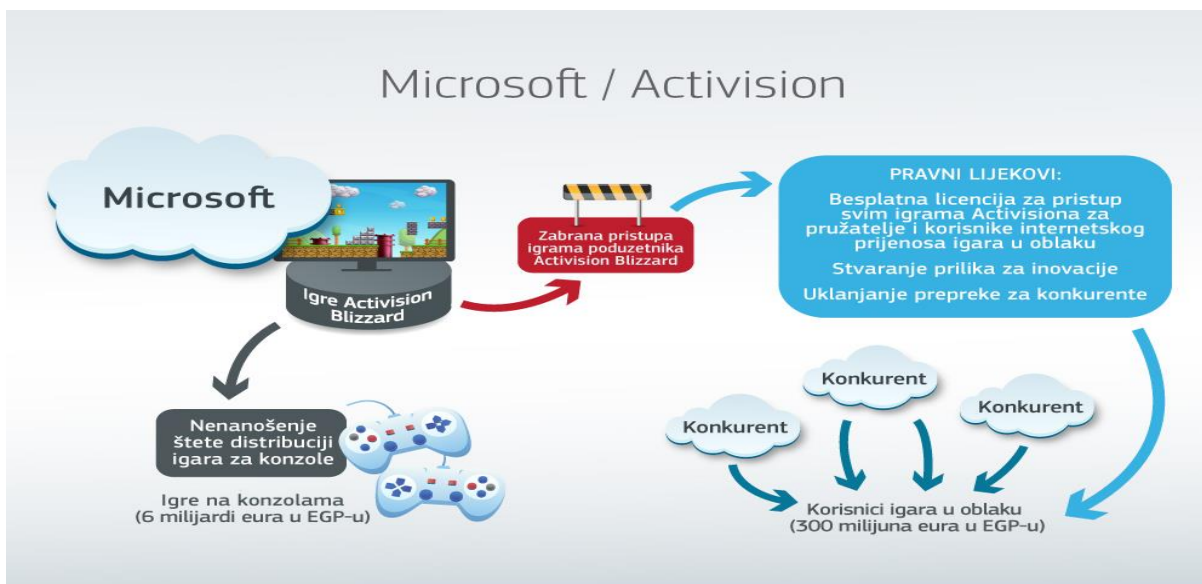 Microsoft / Activision
Microsoft
Igre Activision
Blizzard
Zabrana pristupa
igrama poduzetnika
Activision Blizzard
PRAVNI LIJEKOVI:
Besplatna licencija za pristup
svim igrama Activisiona za
pružatelje i korisnike internetskog
prijenosa igara u oblaku
Stvaranje prilika za inovacije
Uklanjanje prepreke za konkurente
Nenanošenje
štete distribuciji
igara za konzole
Igre na konzolama
(6 milijardi eura u EGP-u)
Konkurent
Konkurent
Konkurent
Korisnici igara u oblaku
(300 milijuna eura u EGP-u)